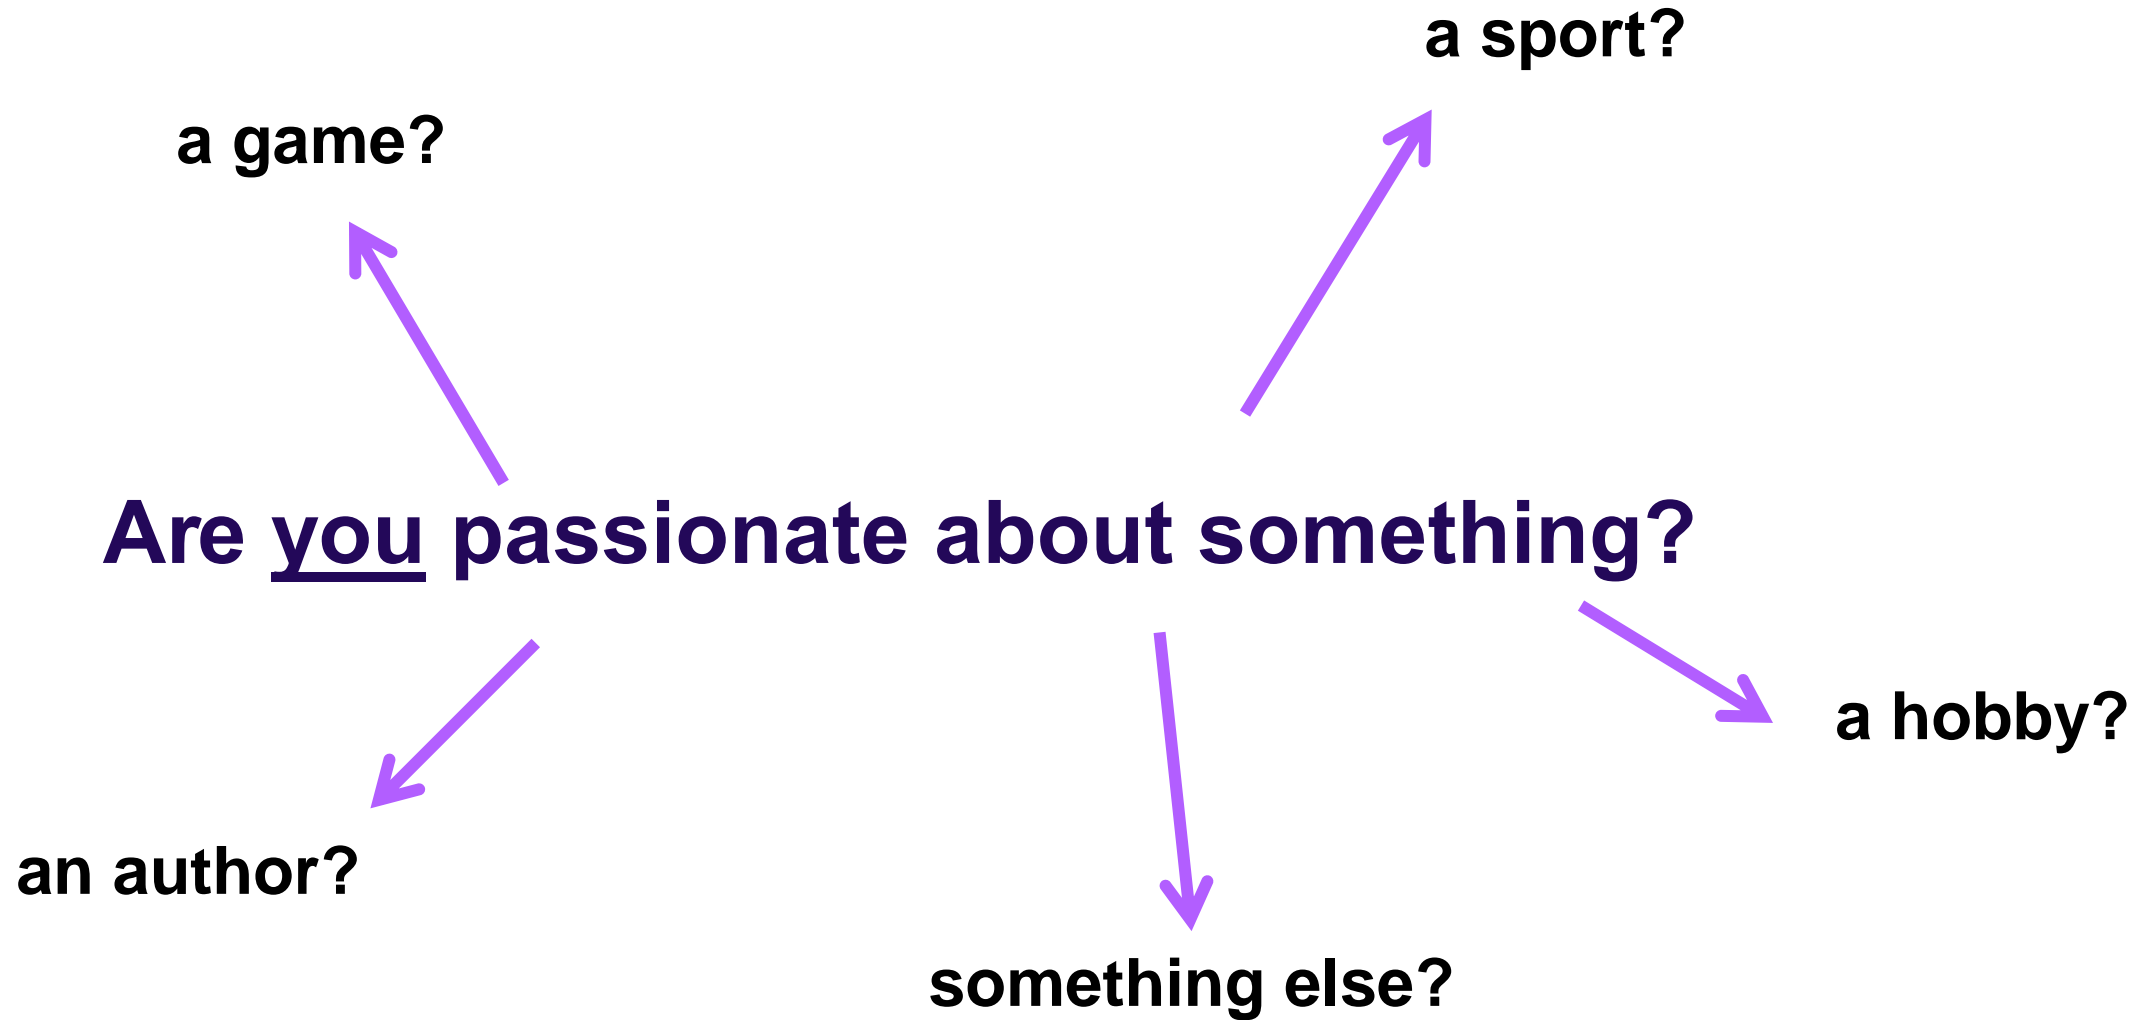 a sport?
a game?
Are you passionate about something?
a hobby?
an author?
something else?